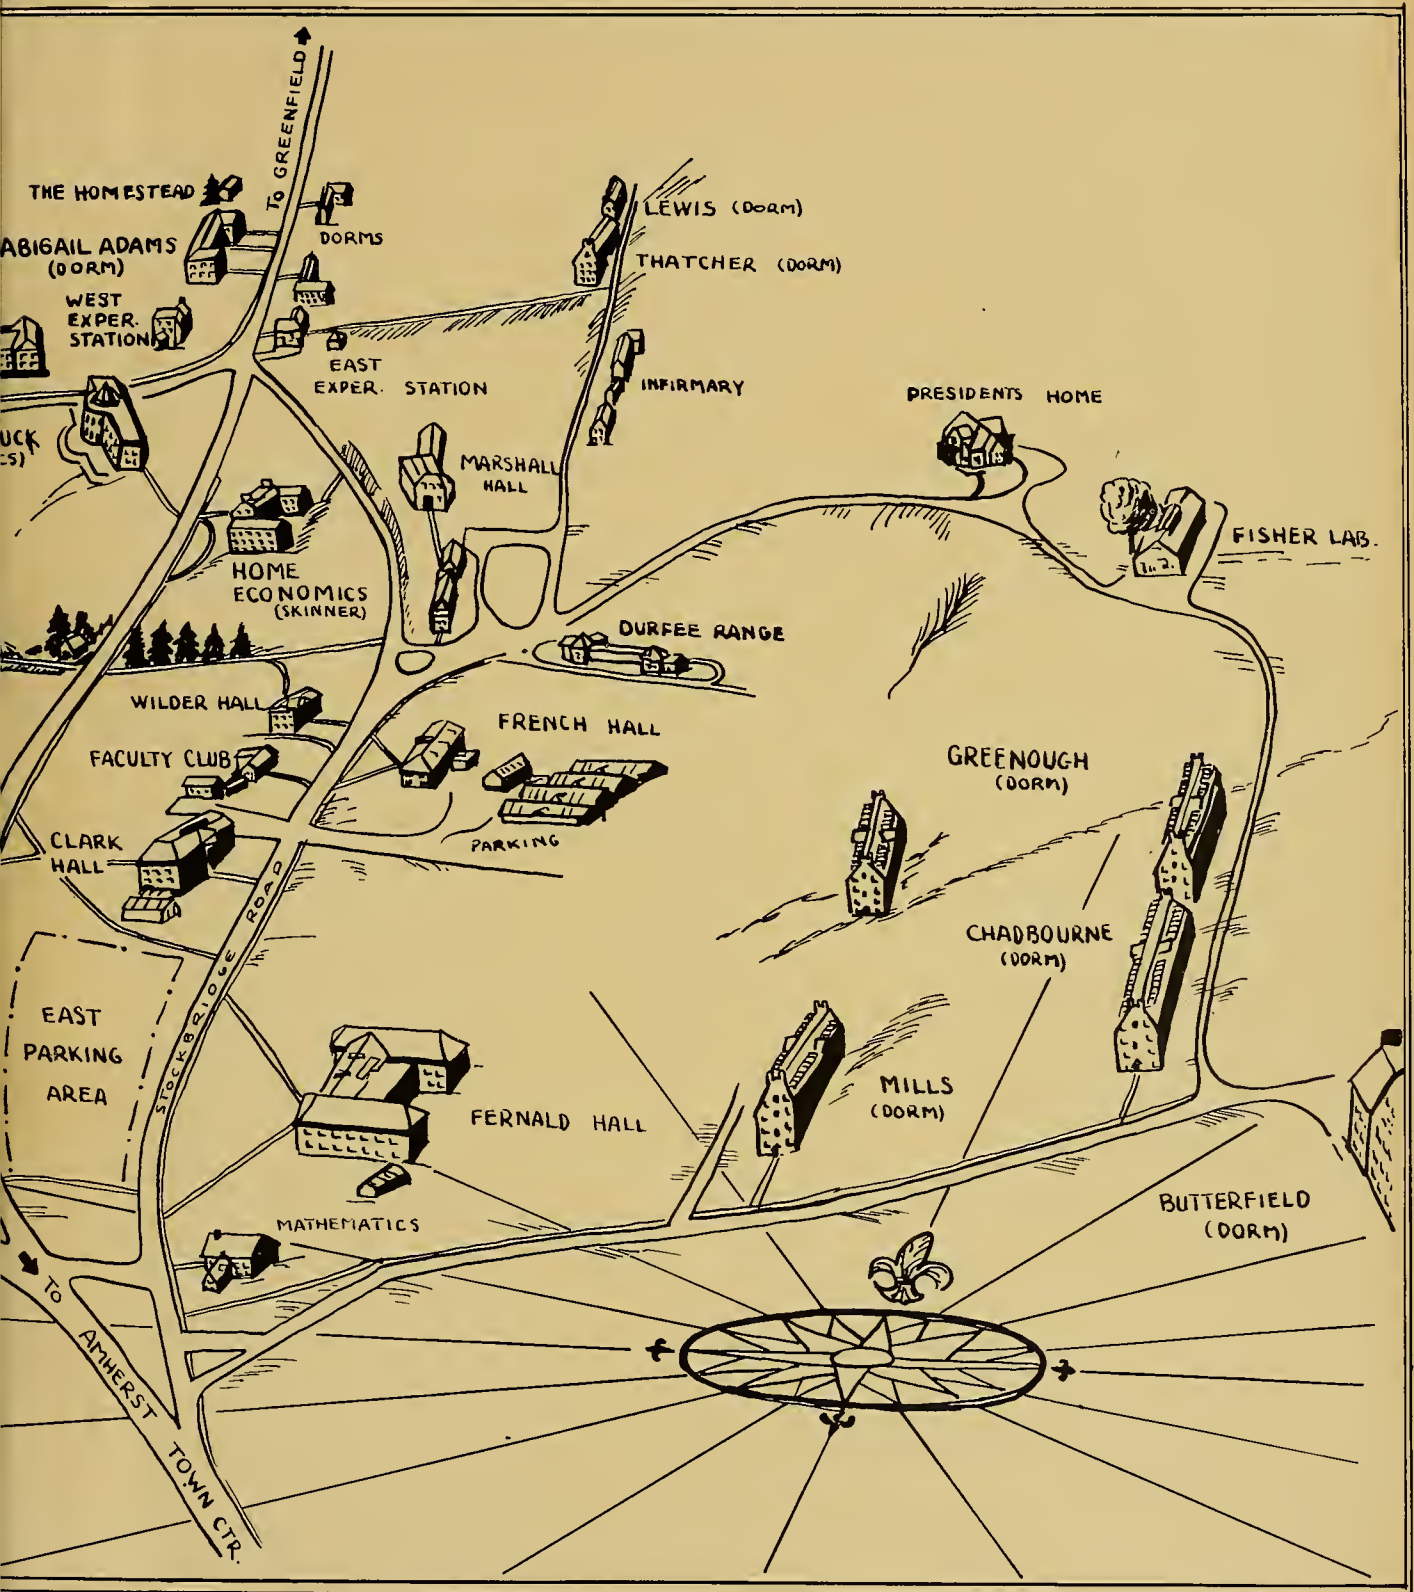 TO GREENFIELD
THE HOMESTEAD
DORMS
LEWIS (DORM)
ABIGAIL ADAMS
(DORM)
THATCHER (DORM)
WEST
EXPER.
STATION
EAST
EXPER. STATION
INFIRMARY
PRESIDENTS HOME
UCK
CS)
MARSHALL
HALL
FISHER LAB.
HOME
ECONOMICS
(SKINNER)
DURFEE RANGE
WILDER HALL
FRENCH HALL
FACULTY CLUB
GREENOUGH
(DORM)
CLARK
HALL
PARKING
STOCKBRIDGE ROAD
CHADBOURNE
(DORM)
EAST
PARKING
AREA
FERNALD HALL
MILLS
(DORM)
MATHEMATICS
BUTTERFIELD
(DORM)
TO AMHERST TOWN CTR.